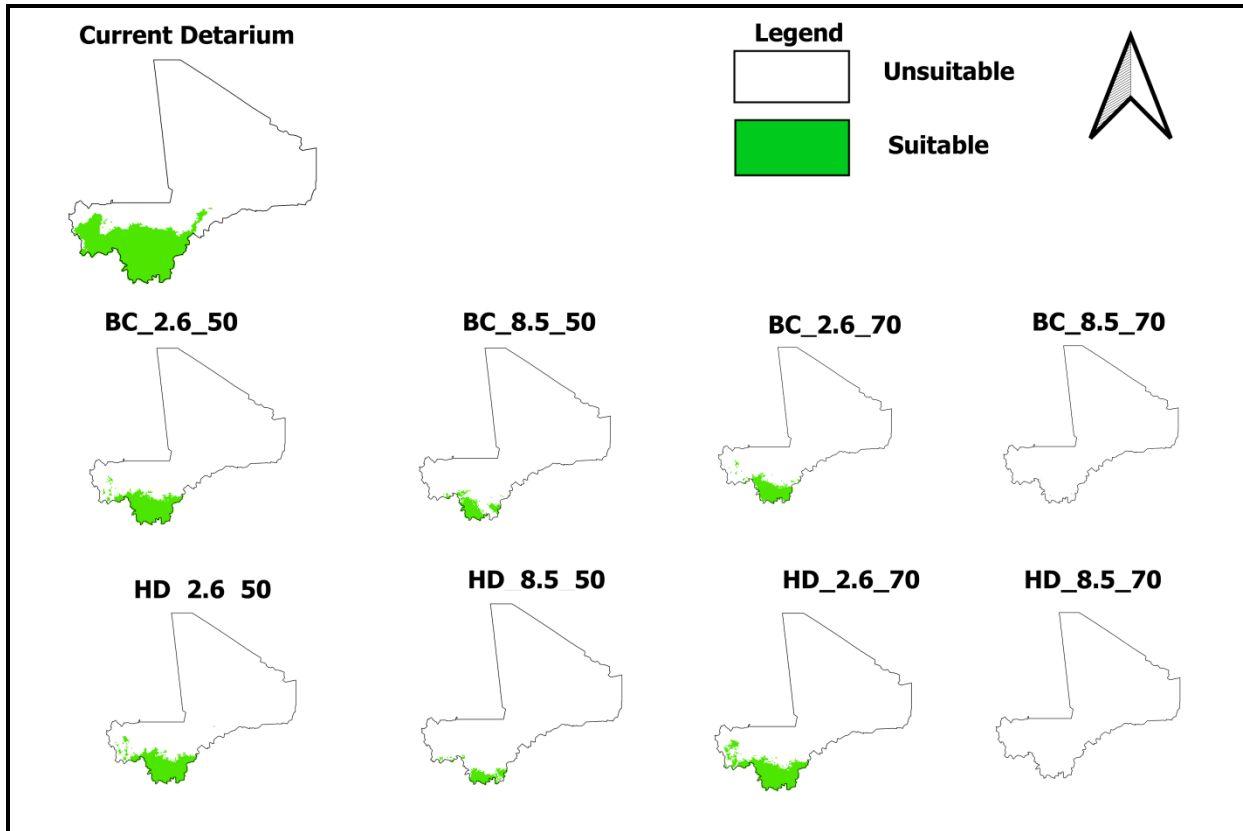 Current Detarium
Legend
Unsuitable
Suitable
BC_2.6_50
BC_8.5_50
BC_2.6_70
BC_8.5_70
HD 2.6 50
HD_8.5_50
HD_2.6_70
HD_8.5_70